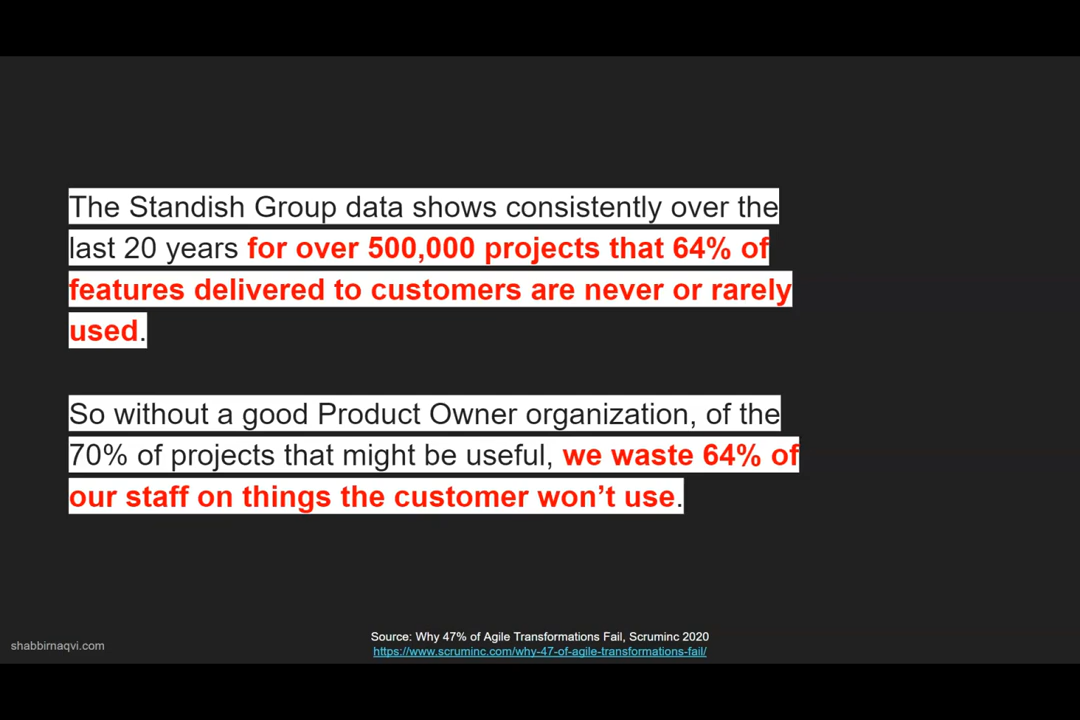 The Standish Group data shows consistently over the
last 20 years for over 500,000 projects that 64% of
features delivered to customers are never or rarely
used.
So without a good Product Owner organization, of the
70% of projects that might be useful, we waste 64% of
our staff on things the customer won’t use.
Source: Why 47% of Agile Transformations Fail, Scruminc 2020
https://www.scruminc.com/why-47-of-agile-transformations-fail/
shabbirnaqvi.com